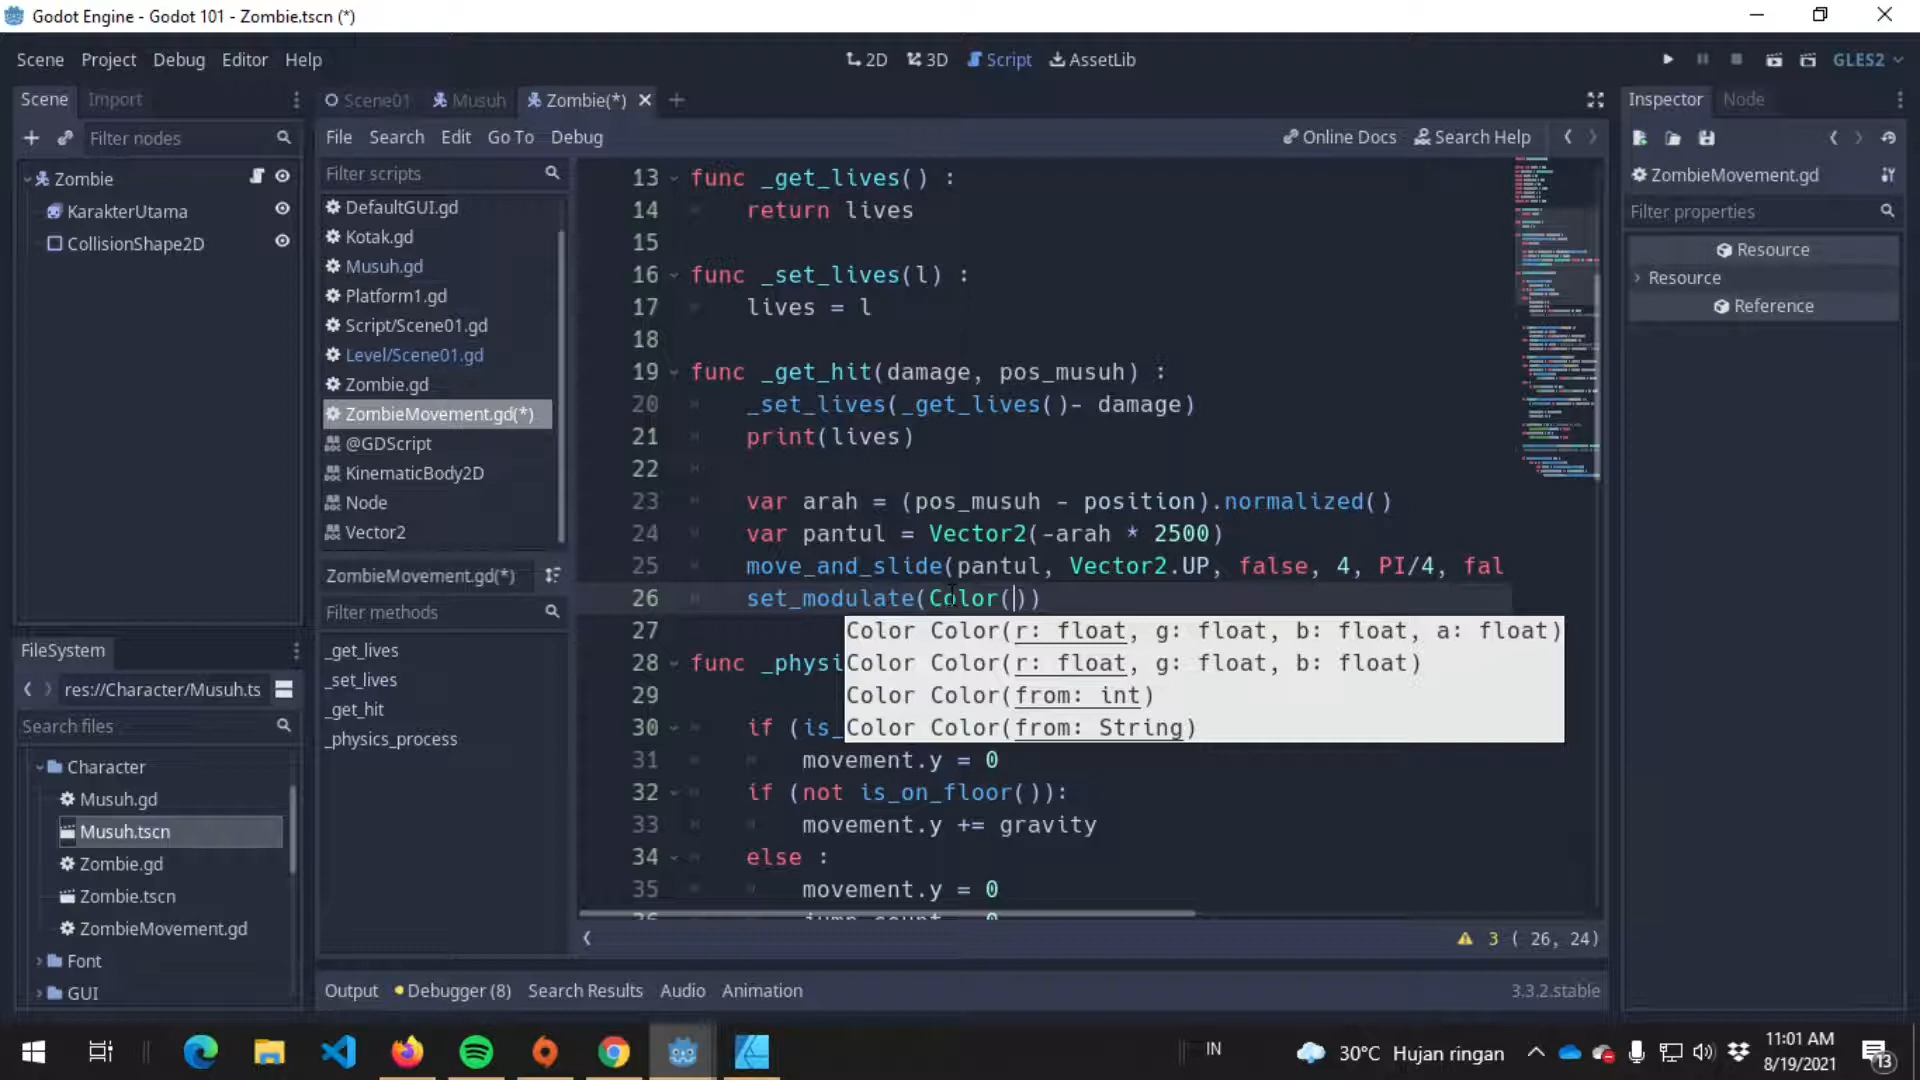 Godot Engine - Godot 101 - Zombie.tscn (*)
Scene Project Debug Editor Help
2D 3D Script AssetLib
GLES2
Scene Import
Scene01 Musuh Zombie(*)
Inspector Node
Filter nodes
File Search Edit Go To Debug
Online Docs Search Help
Zombie
KarakterUtama
CollisionShape2D
Filter scripts
DefaultGUI.gd
Kotak.gd
Musuh.gd
Platform1.gd
Script/Scene01.gd
Level/Scene01.gd
Zombie.gd
ZombieMovement.gd(*)
@GDScript
KinematicBody2D
Node
Vector2
ZombieMovement.gd(*)
Filter methods
_get_lives
_set_lives
_get_hit
_physics_process
13 func _get_lives() :
14 return lives
15
16 func _set_lives(l) :
17 lives = l
18
19 func _get_hit(damage, pos_musuh) :
20 _set_lives(_get_lives()- damage)
21 print(lives)
22
23 var arah = (pos_musuh - position).normalized()
24 var pantul = Vector2(-arah * 2500)
25 move_and_slide(pantul, Vector2.UP, false, 4, PI/4, fal
26 set_modulate(Color())
27
28 func _physi
29
30 if (is_
31 movement.y = 0
32 if (not is_on_floor()):
33 movement.y += gravity
34 else :
35 movement.y = 0
36 jump_count = 0
Color Color(r: float, g: float, b: float, a: float)
Color Color(r: float, g: float, b: float)
Color Color(from: int)
Color Color(from: String)
3 ( 26, 24)
ZombieMovement.gd
Filter properties
Resource
Resource
Reference
FileSystem
res://Character/Musuh.ts
Search files
Character
Musuh.gd
Musuh.tscn
Zombie.gd
Zombie.tscn
ZombieMovement.gd
Font
GUI
Output Debugger (8) Search Results Audio Animation
3.3.2.stable
IN
30°C Hujan ringan
11:01 AM
8/19/2021
13